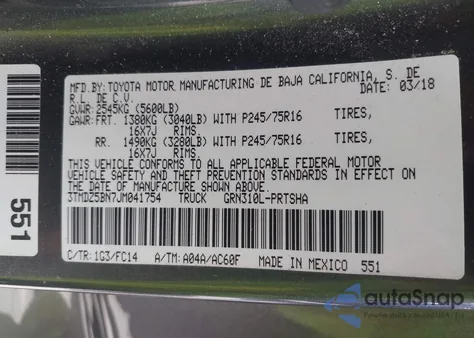 MFD.BY:TOYOTA MOTOR MANUFACTURING DE BAJA CALIFORNIA, S. DE
R.L. DE C.V.
DATE: 03/18
GVWR: 2545KG (5600LB)
GAWR:FRT. 1380KG (3040LB) WITH P245/75R16 TIRES,
16X7J RIMS.
RR. 1490KG (3280LB) WITH P245/75R16 TIRES,
16X7J RIMS.
THIS VEHICLE CONFORMS TO ALL APPLICABLE FEDERAL MOTOR
VEHICLE SAFETY AND THEFT PREVENTION STANDARDS IN EFFECT ON
THE DATE OF MANUFACTURE SHOWN ABOVE.
3TMDZ5BN7JM041754 TRUCK GRN310L-PRTSHA
C/TR:1G3/FC14 A/TM:A04A/AC60F MADE IN MEXICO 551
551
autoSnap